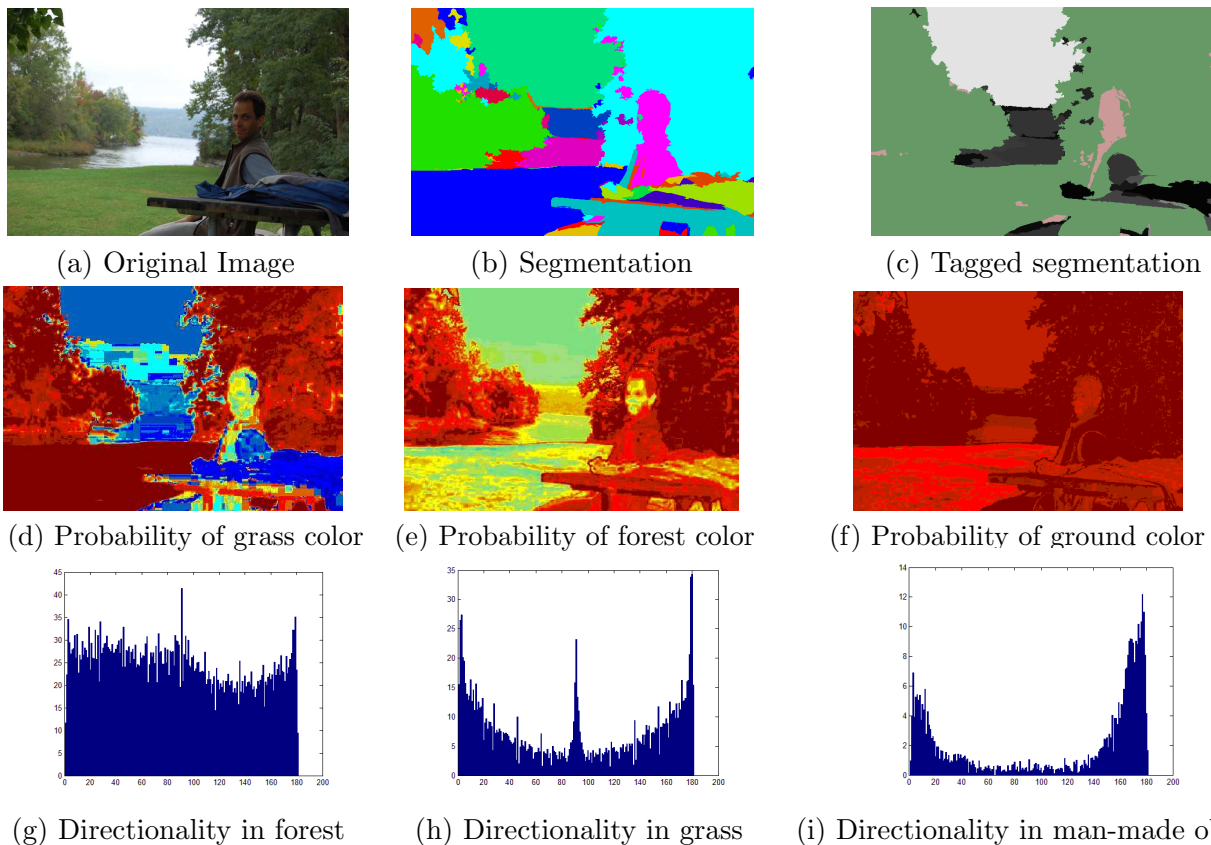 (a) Original Image
(b) Segmentation
(c) Tagged segmentation
(d) Probability of grass color
(e) Probability of forest color
(f) Probability of ground color
45
40
35
30
25
20
15
10
5
0
0 20 40 60 80 100 120 140 160 180 200
35
30
25
20
15
10
5
0
0 20 40 60 80 100 120 140 160 180 200
14
12
10
8
6
4
2
0
0 20 40 60 80 100 120 140 160 180 200
(g) Directionality in forest
(h) Directionality in grass
(i) Directionality in man-made ob